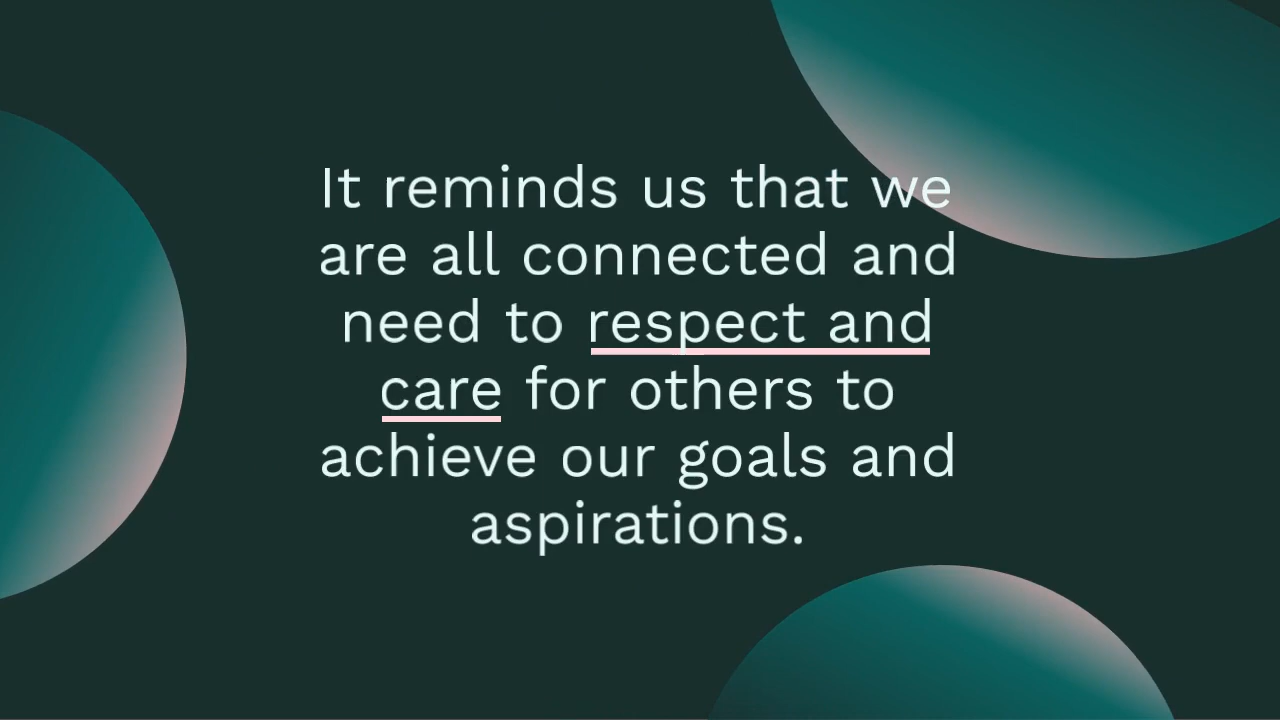 It reminds us that we
are all connected and
need to respect and
care for others to
achieve our goals and
aspirations.